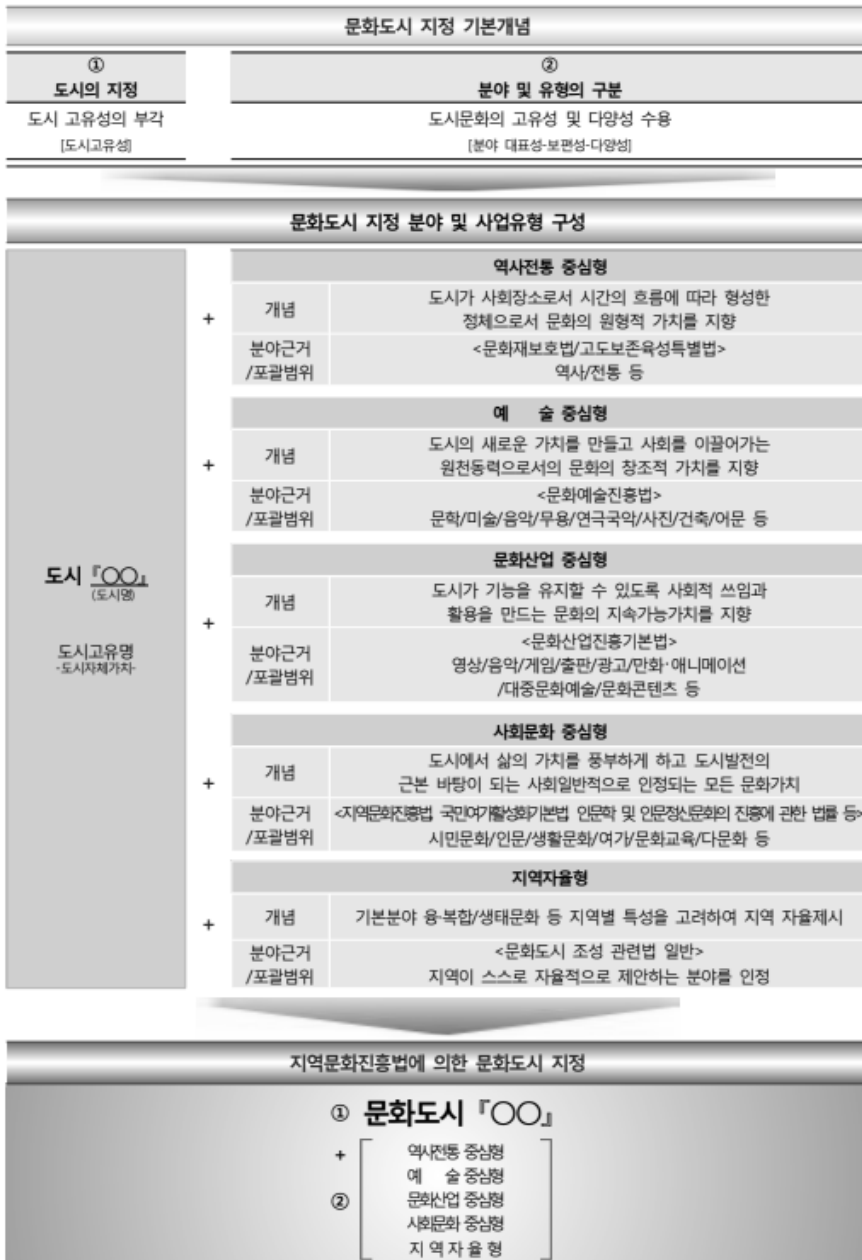 문화도시 지정 기본개념
①
도시의 지정
도시 고유성의 부각
[도시고유성]
②
분야 및 유형의 구분
도시문화의 고유성 및 다양성 수용
[분야 대표성-보편성-다양성]
문화도시 지정 분야 및 사업유형 구성
도시 『○○』
(도시명)
도시고유명
-도시자체가치-
+
역사전통 중심형
개념
도시가 사회장소로서 시간의 흐름에 따라 형성한
정체으로서 문화의 원형적 가치를 지향
분야근거
/포괄범위
<문화재보호법/고도보존육성특별법>
역사/전통 등
+
예 술 중심형
개념
도시의 새로운 가치를 만들고 사회를 이끌어가는
원천동력으로서의 문화의 창조적 가치를 지향
분야근거
/포괄범위
<문화예술진흥법>
문학/미술/음악/무용/연극국악/사진/건축/어문 등
+
문화산업 중심형
개념
도시가 기능을 유지할 수 있도록 사회적 쓰임과
활용을 만드는 문화의 지속가능가치를 지향
분야근거
/포괄범위
<문화산업진흥기본법>
영상/음악/게임/출판/광고/만화·애니메이션
/대중문화예술/문화콘텐츠 등
+
사회문화 중심형
개념
도시에서 삶의 가치를 풍부하게 하고 도시발전의
근본 바탕이 되는 사회일반적으로 인정되는 모든 문화가치
분야근거
/포괄범위
<지역문화진흥법 국민여가활성화기본법 인문학 및 인문정신문화의 진흥에 관한 법률 등>
시민문화/인문/생활문화/여가/문화교육/다문화 등
+
지역자율형
개념
기본분야 융·복합/생태문화 등 지역별 특성을 고려하여 지역 자율제시
분야근거
/포괄범위
<문화도시 조성 관련법 일반>
지역이 스스로 자율적으로 제안하는 분야를 인정
지역문화진흥법에 의한 문화도시 지정
① 문화도시 『○○』
+
②
역사전통 중심형
예 술 중심형
문화산업 중심형
사회문화 중심형
지 역 자 율 형